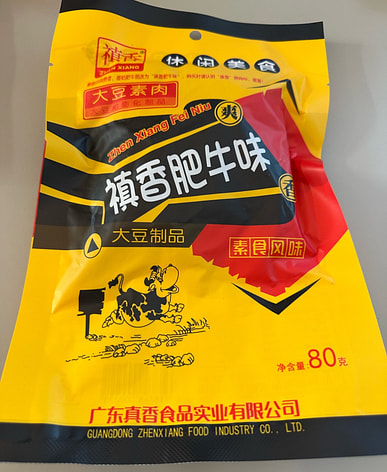 禛香
ZHEN XIANG
休闲美食
大豆素肉
Zhen Xiang Fei Niu
爽
禛香肥牛味
香
大豆制品
素食风味
净含量:80克
广东真香食品实业有限公司
GUANGDONG ZHENXIANG FOOD INDUSTRY CO., LTD.